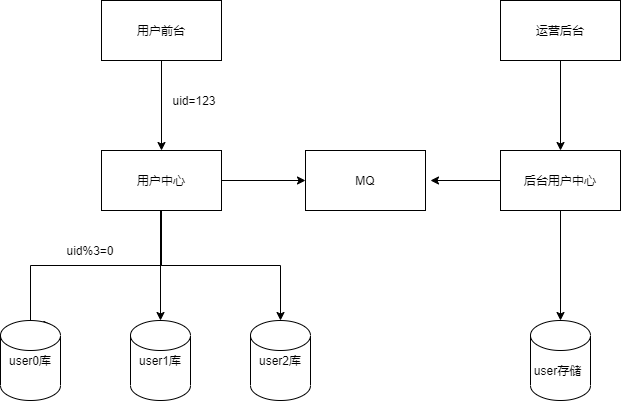 用户前台
运营后台
uid=123
用户中心
MQ
后台用户中心
uid%3=0
user0库
user1库
user2库
user存储